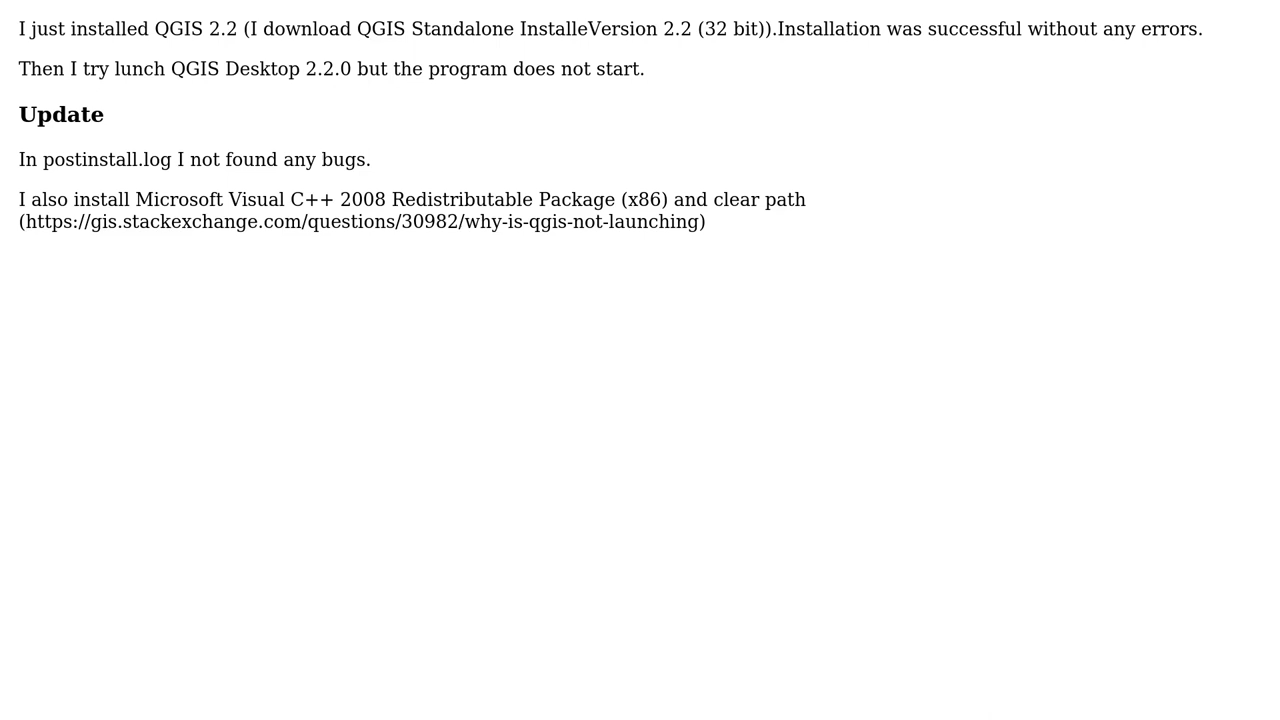 I just installed QGIS 2.2 (I download QGIS Standalone InstalleVersion 2.2 (32 bit)).Installation was successful without any errors.
Then I try lunch QGIS Desktop 2.2.0 but the program does not start.
Update
In postinstall.log I not found any bugs.
I also install Microsoft Visual C++ 2008 Redistributable Package (x86) and clear path
(https://gis.stackexchange.com/questions/30982/why-is-qgis-not-launching)